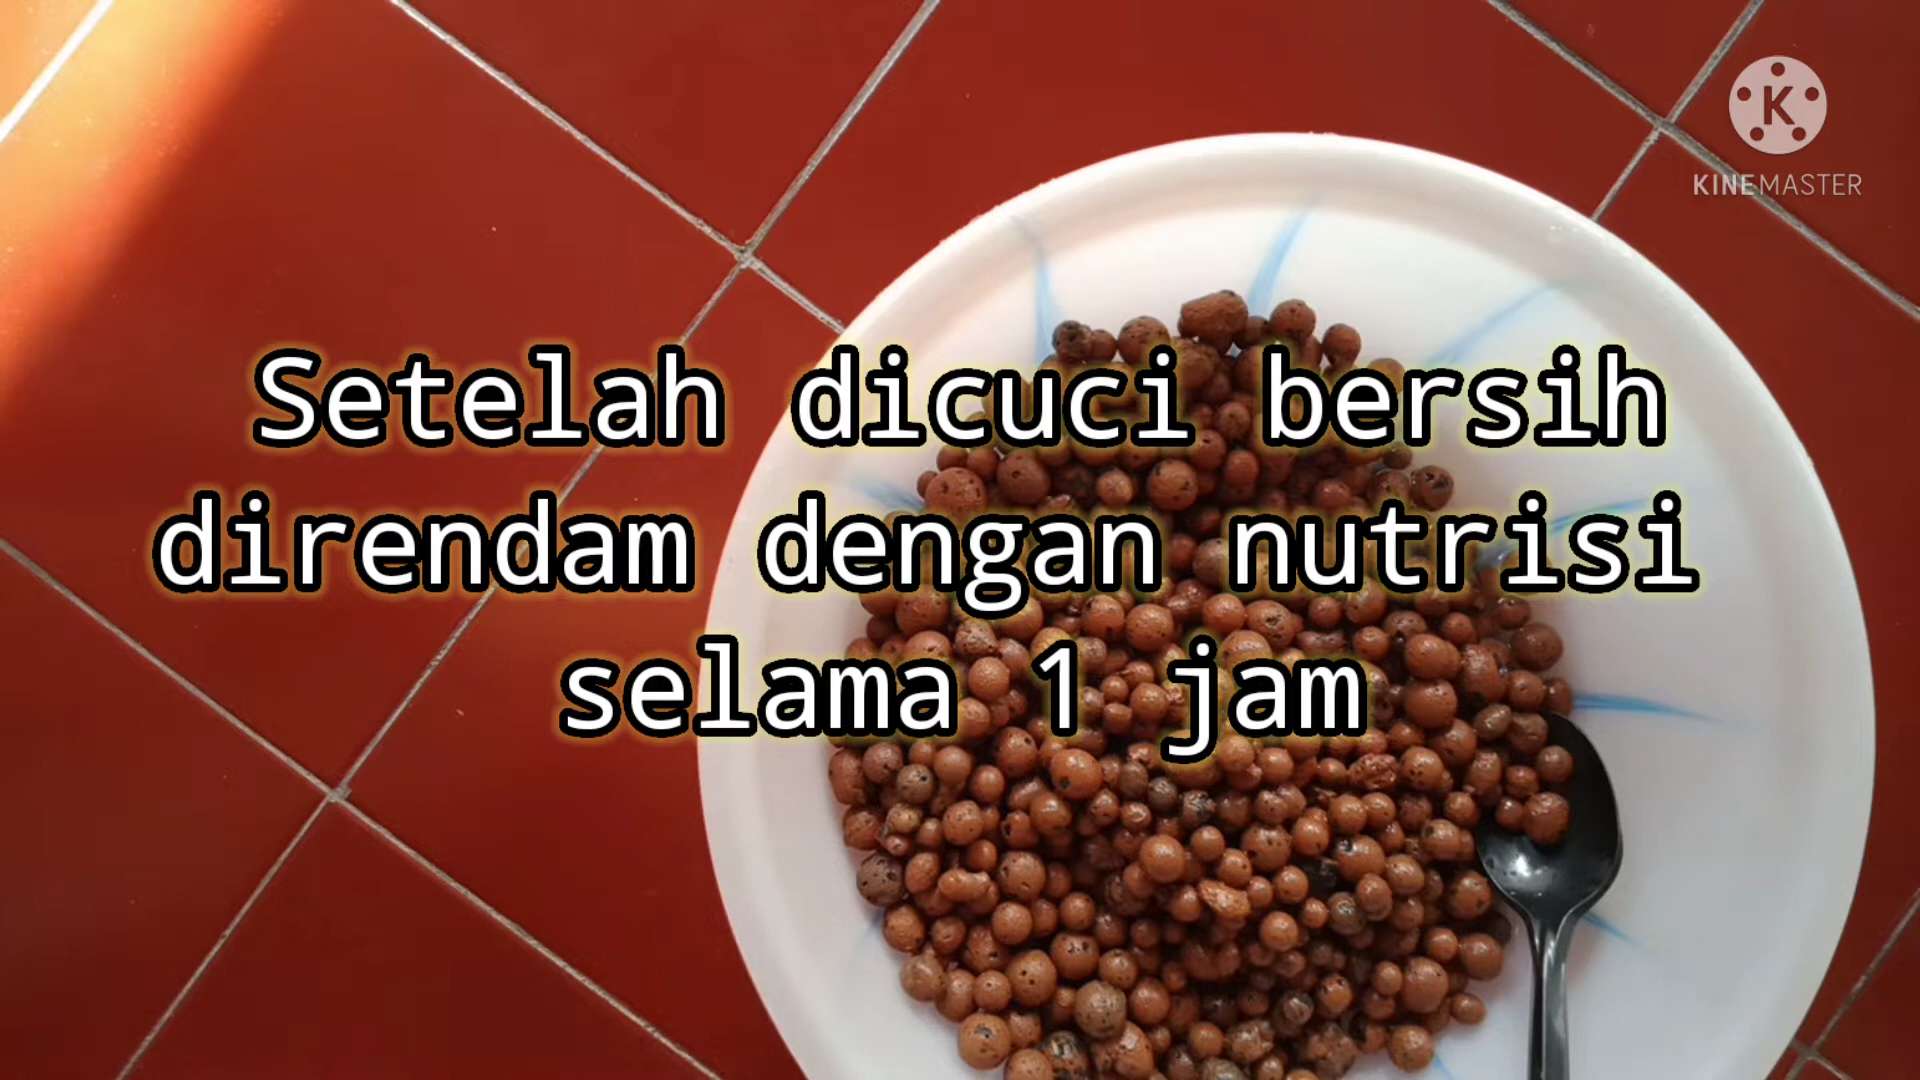 K
KINEMASTER
Setelah dicuci bersih
direndam dengan nutrisi
selama 1 jam